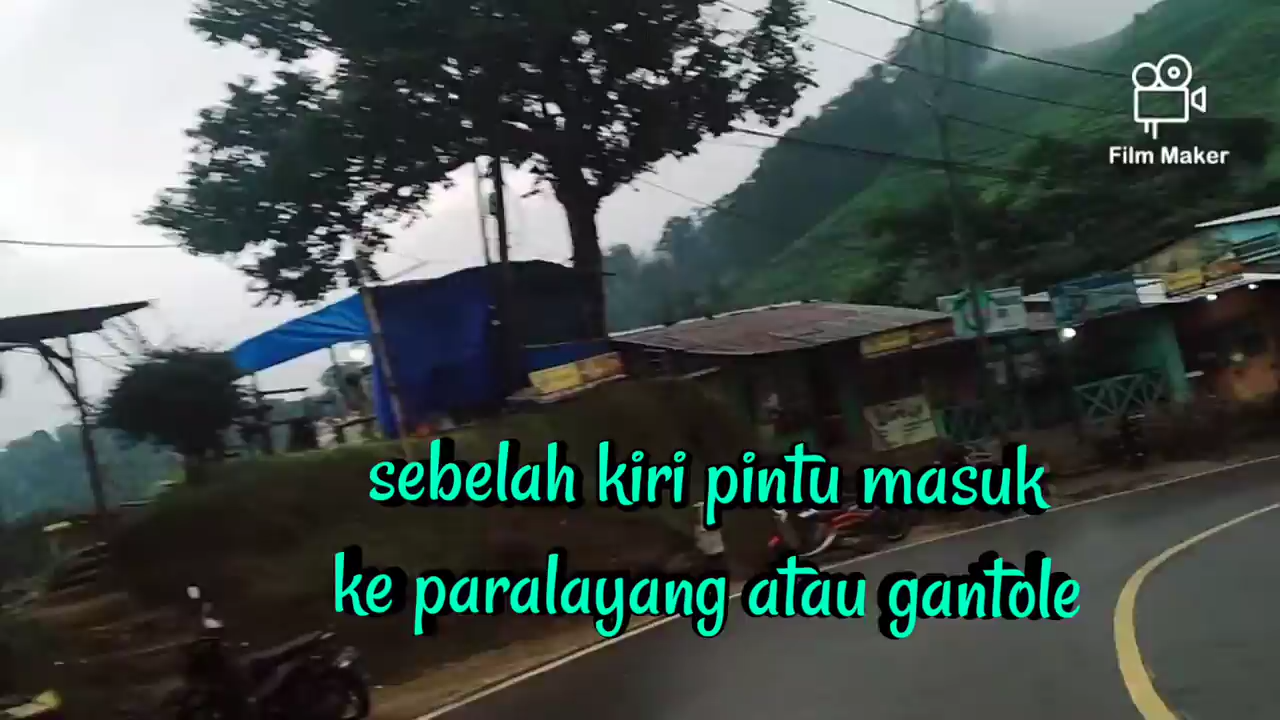 Film Maker
sebelah kiri pintu masuk
ke paralayang atau gantole